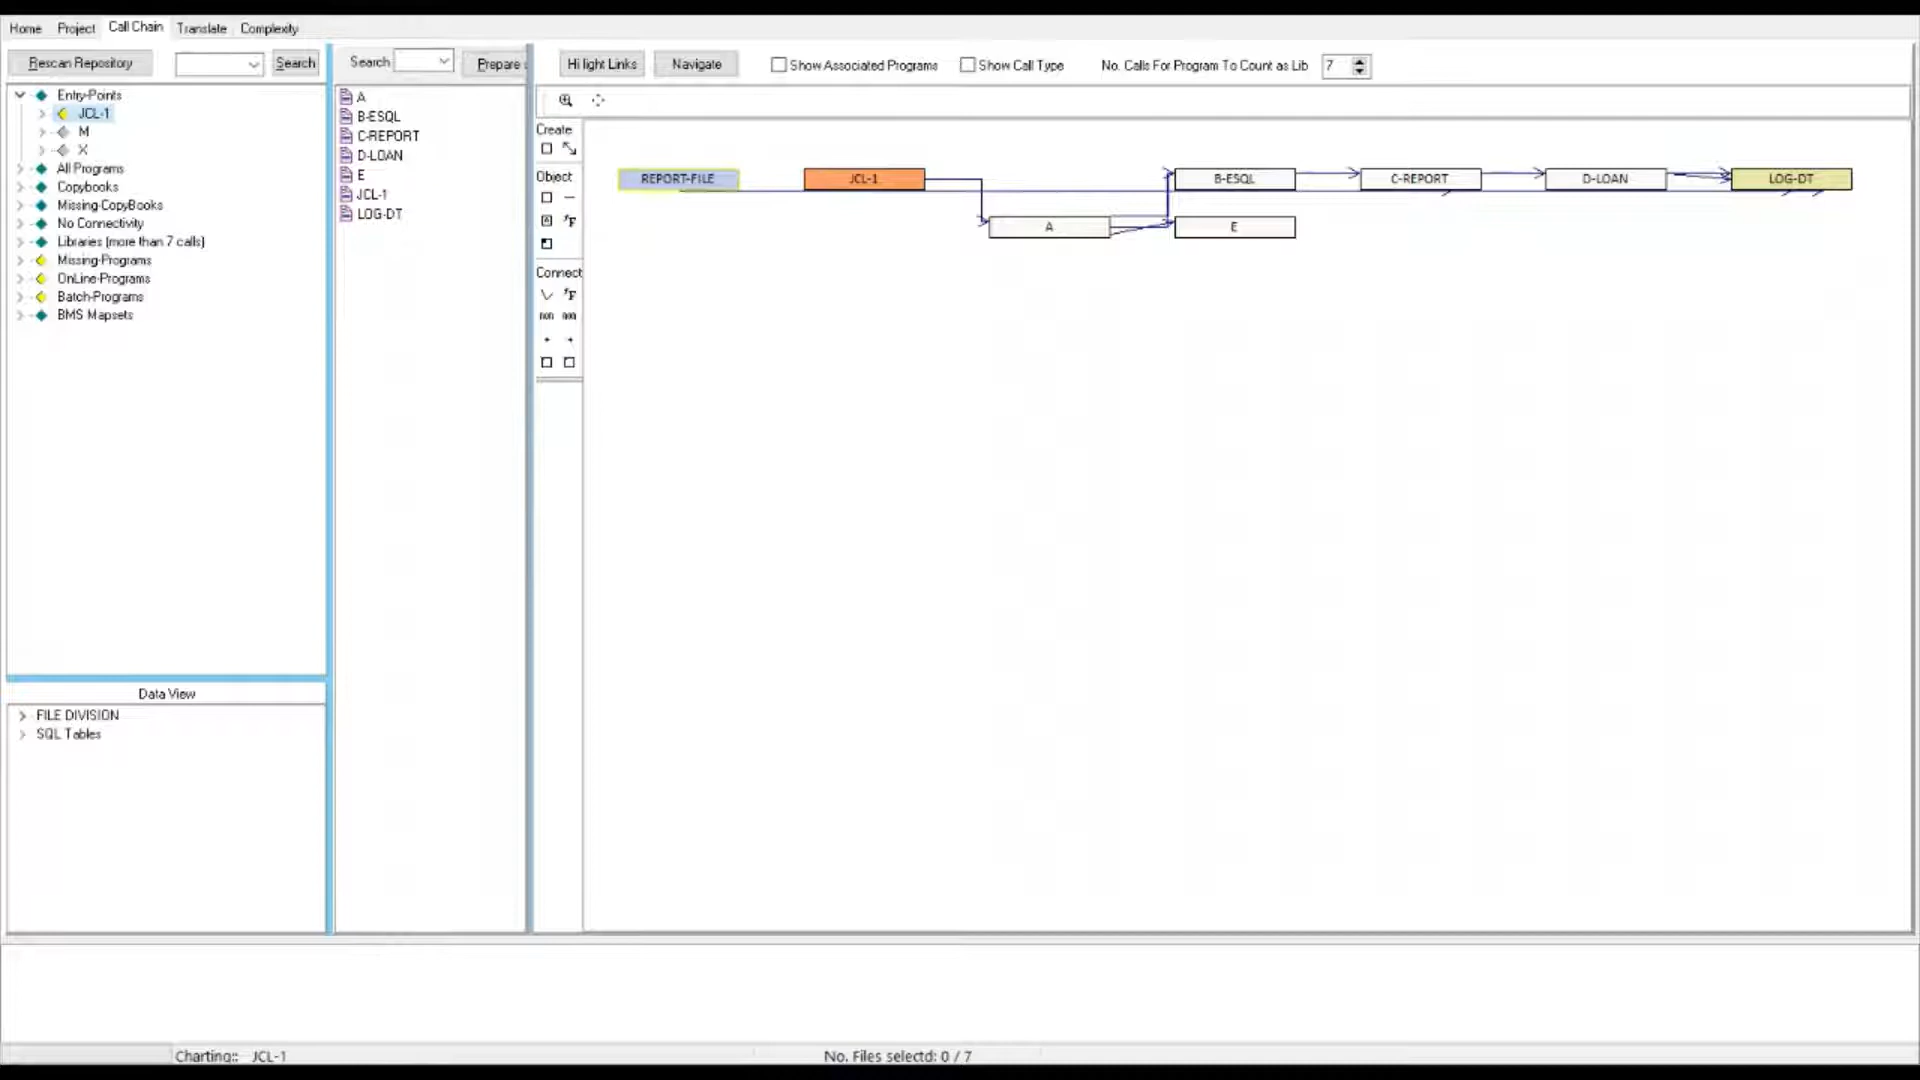 Home Project Call Chain Translate Complexity
Rescan Repository Search
Entry-Points
JCL-1
M
X
All Programs
Copybooks
Missing-CopyBooks
No Connectivity
Libraries (more than 7 calls)
Missing-Programs
OnLine-Programs
Batch-Programs
BMS Mapsets
Data View
FILE DIVISION
SQL Tables
Search Prepare
A
B-ESQL
C-REPORT
D-LOAN
E
JCL-1
LOG-DT
Hi light Links Navigate Show Associated Programs Show Call Type No. Calls For Program To Count as Lib 7
Create
Object
Connect
REPORT-FILE JCL-1 B-ESQL C-REPORT D-LOAN LOG-DT
A E
Charting:: JCL-1 No. Files selectd: 0 / 7